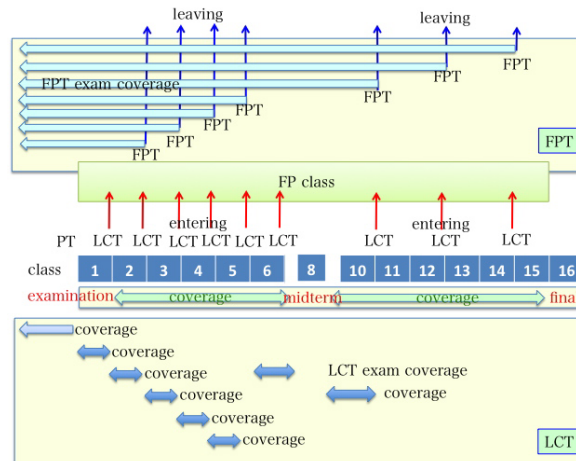 leaving leaving
FPT
FPT exam coverage
FPT
FPT
FPT
FPT
FPT
FPT
FPT
FP class
entering entering
PT LCT LCT LCT LCT LCT LCT LCT LCT LCT
class 1 2 3 4 5 6 8 10 11 12 13 14 15 16
examination coverage midterm coverage final
coverage
coverage
coverage LCT exam coverage
coverage coverage
coverage
coverage
LCT